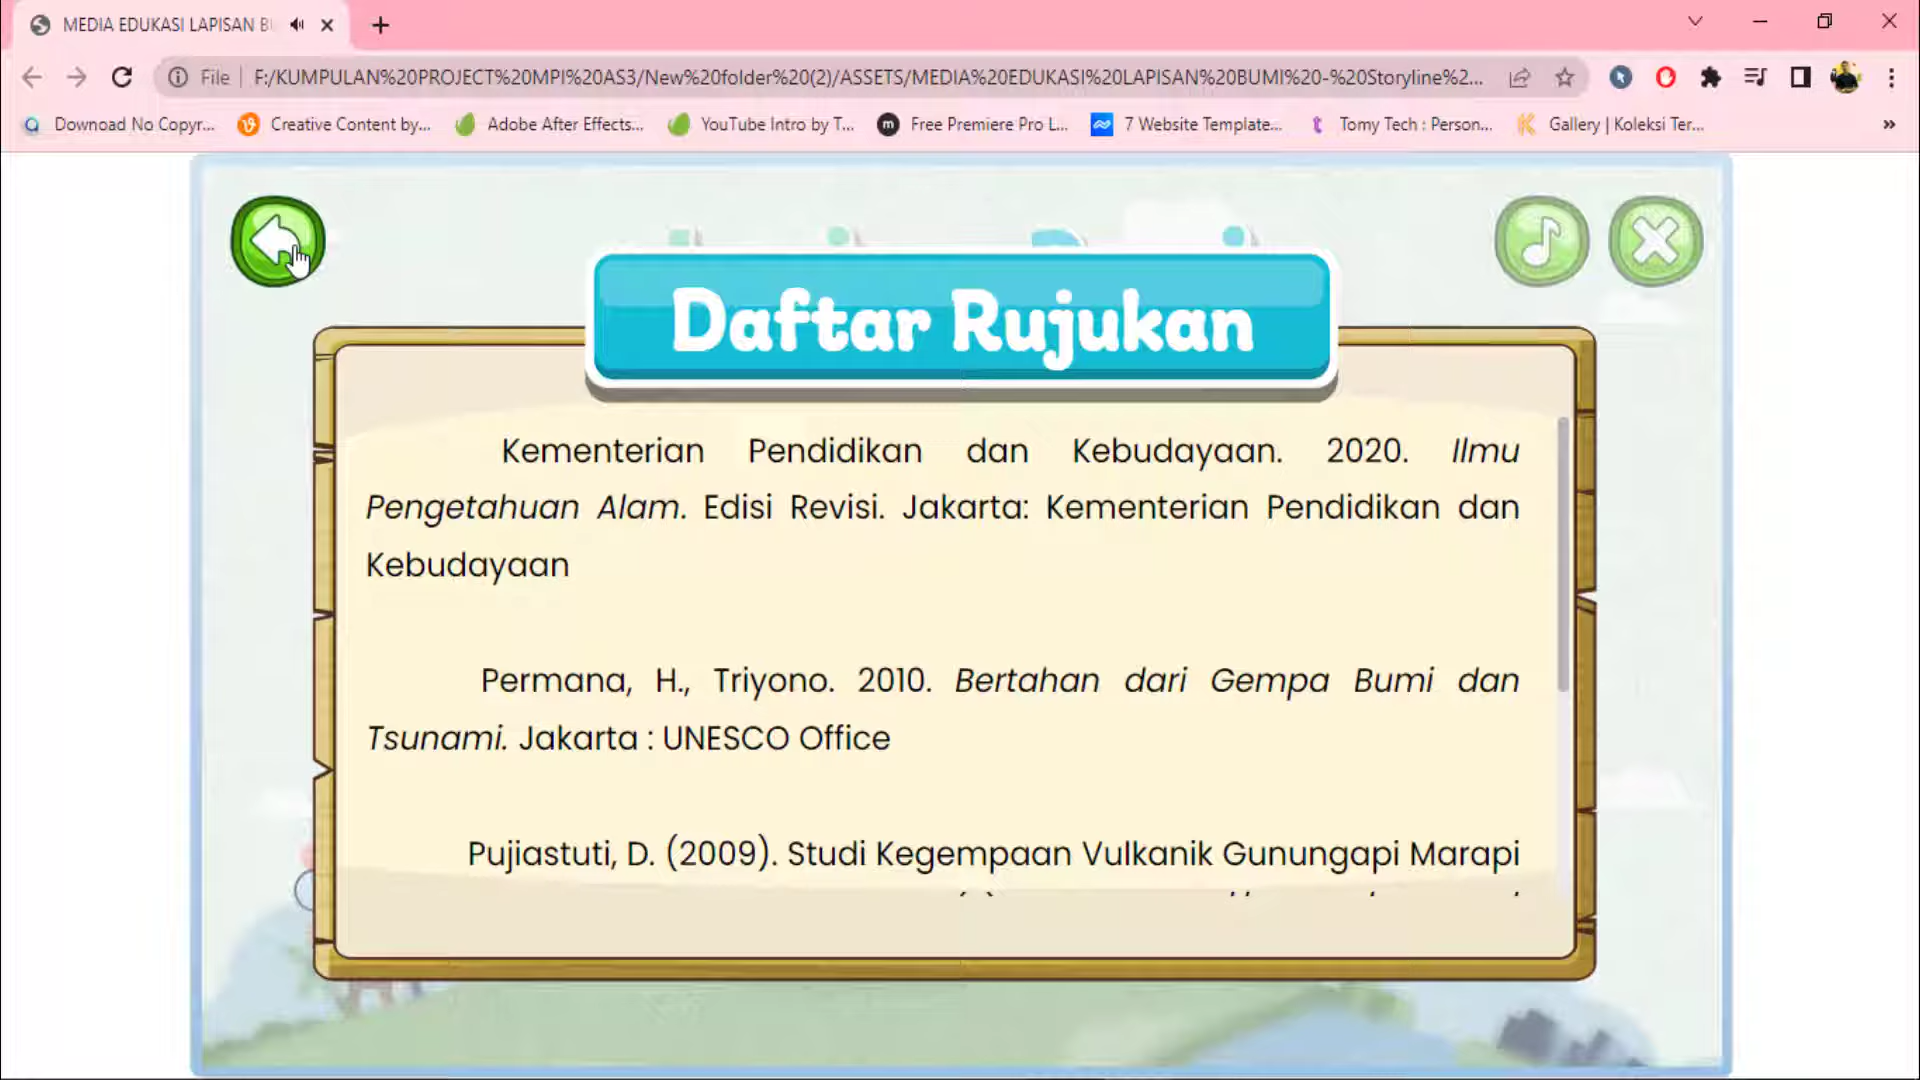 MEDIA EDUKASI LAPISAN B
File
F:/KUMPULAN%20PROJECT%20MPI%20AS3/New%20folder%20(2)/ASSETS/MEDIA%20EDUKASI%20LAPISAN%20BUMI%20-%20Storyline%2...
Downoad No Copyr...
Creative Content by...
Adobe After Effects...
YouTube Intro by T...
Free Premiere Pro L...
7 Website Template...
Tomy Tech : Person...
Gallery | Koleksi Ter...
Daftar Rujukan
Kementerian Pendidikan dan Kebudayaan. 2020. Ilmu
Pengetahuan Alam. Edisi Revisi. Jakarta: Kementerian Pendidikan dan
Kebudayaan
Permana, H., Triyono. 2010. Bertahan dari Gempa Bumi dan
Tsunami. Jakarta : UNESCO Office
Pujiastuti, D. (2009). Studi Kegempaan Vulkanik Gunungapi Marapi